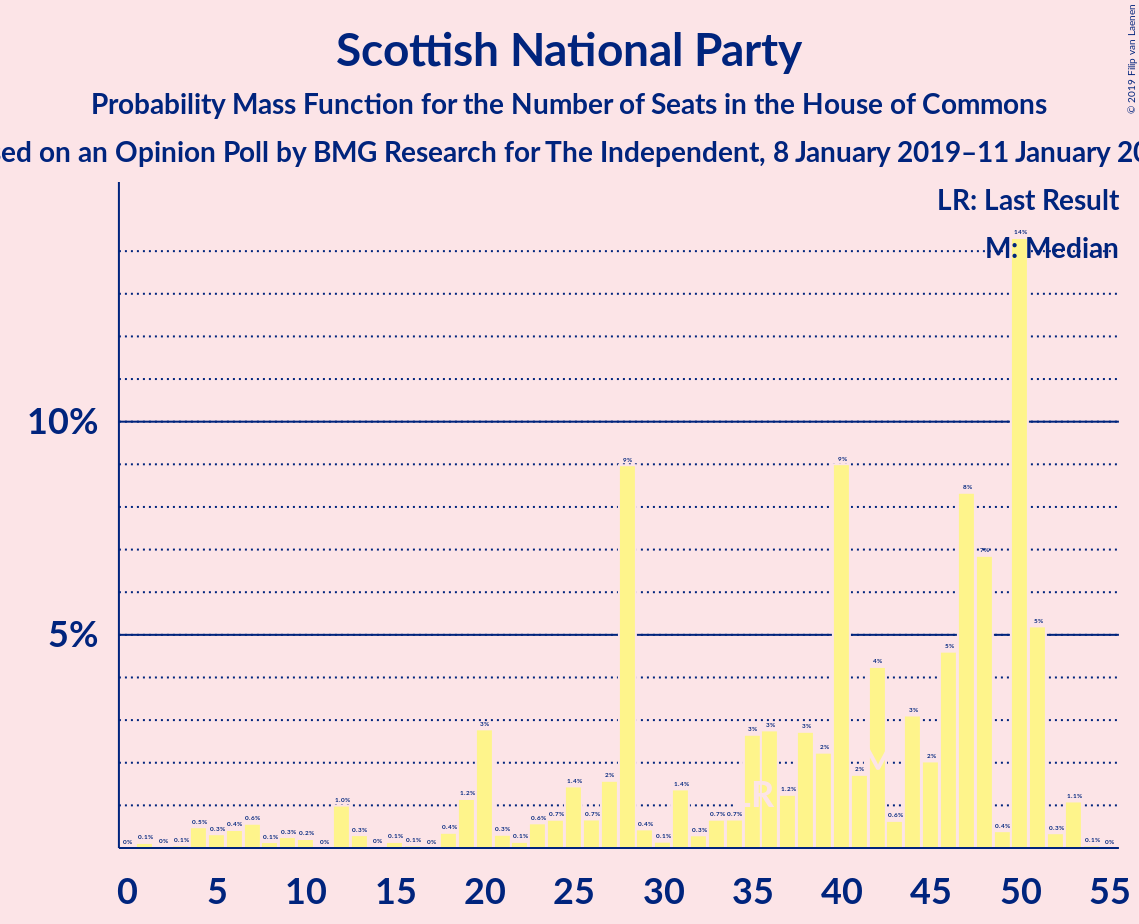 © 2019 Filip van Laenen
Scottish National Party
Probability Mass Function for the Number of Seats in the House of Commons
ed on an Opinion Poll by BMG Research for The Independent, 8 January 2019–11 January 20
LR: Last Result
M: Median
10%
5%
0% 0.1% 0% 0.1% 0.5% 0.3% 0.4% 0.6% 0.1% 0.3% 0.2% 0% 1.0% 0.3% 0% 0.1% 0.1% 0% 0.4% 1.2% 3% 0.3% 0.1% 0.6% 0.7% 1.4% 0.7% 2% 9% 0.4% 0.1% 1.4% 0.3% 0.7% 0.7% 3% 3% 1.2% 3% 2% 9% 2% 4% 0.6% 3% 2% 5% 8% 7% 0.4% 14% 5% 0.3% 1.1% 0.1% 0%
LR
M
0 5 10 15 20 25 30 35 40 45 50 55